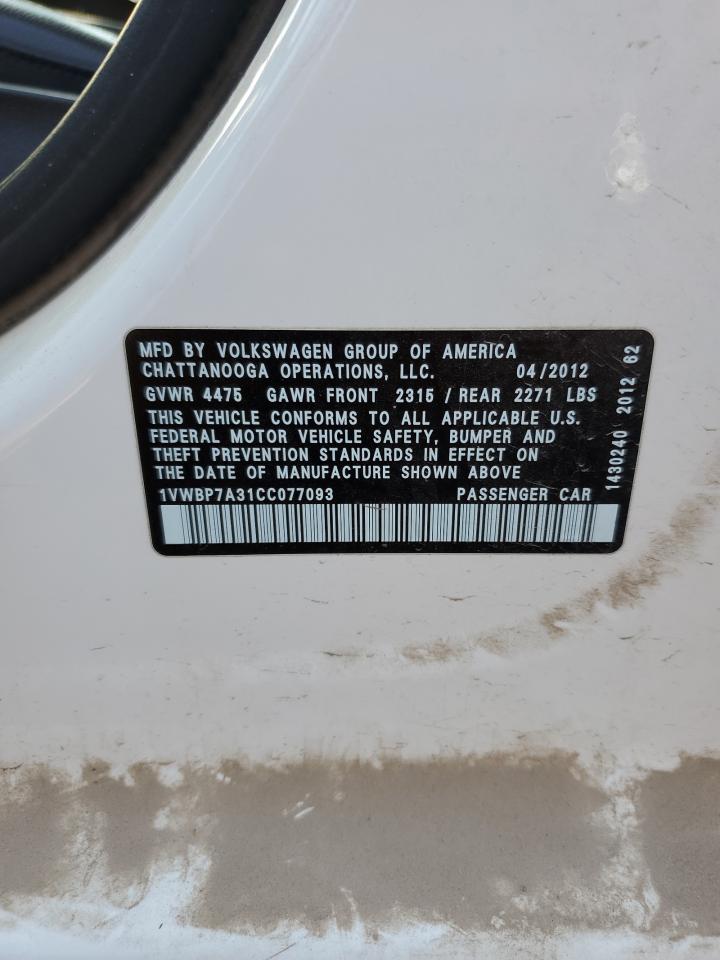 MFD BY VOLKSWAGEN GROUP OF AMERICA
CHATTANOOGA OPERATIONS, LLC. 04/2012
GVWR 4475 GAWR FRONT 2315 / REAR 2271 LBS
THIS VEHICLE CONFORMS TO ALL APPLICABLE U.S.
FEDERAL MOTOR VEHICLE SAFETY, BUMPER AND
THEFT PREVENTION STANDARDS IN EFFECT ON
THE DATE OF MANUFACTURE SHOWN ABOVE
1VWBP7A31CC077093 PASSENGER CAR
1430240 2012 62